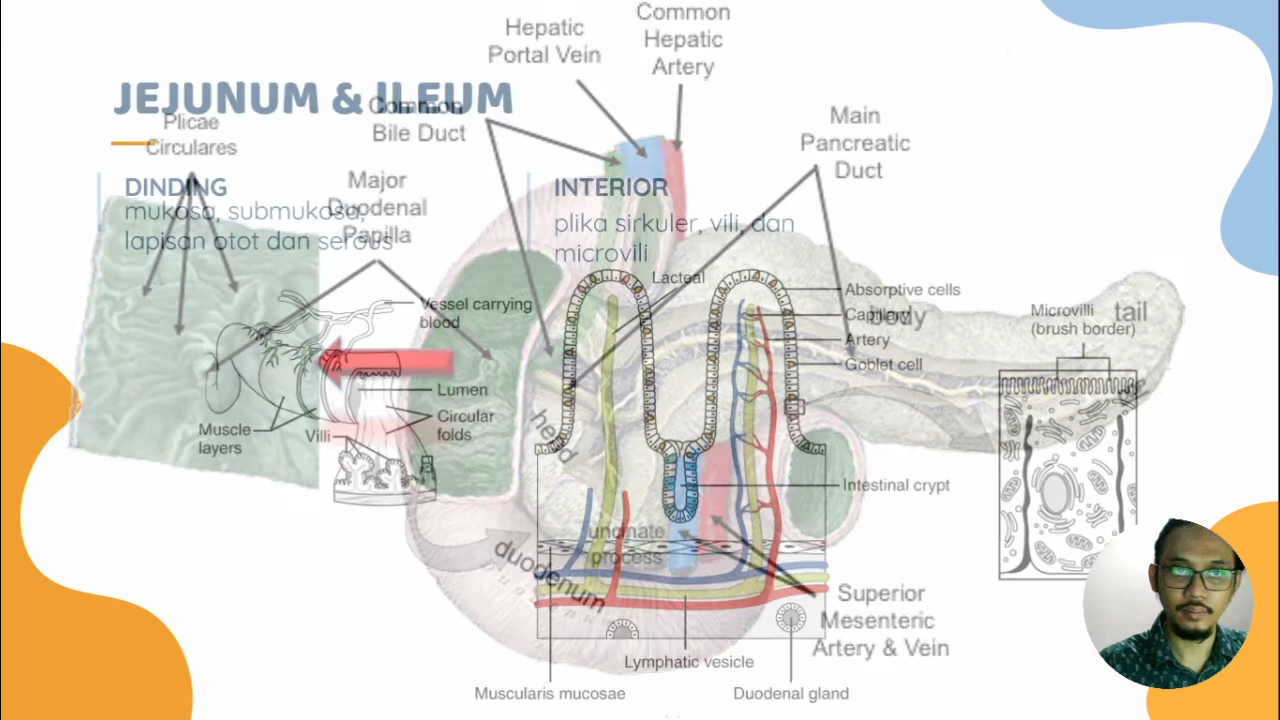 JEJUNUM & ILEUM
DINDING
mukosa, submukosa,
lapisan otot dan serous
INTERIOR
plika sirkuler, vili, dan
microvili
Hepatic
Portal Vein
Common
Hepatic
Artery
Common
Bile Duct
Plicae
Circulares
Major
Duodenal
Papilla
Main
Pancreatic
Duct
Lacteal
Vessel carrying
blood
Absorptive cells
Capillary
Artery
Goblet cell
body
tail
Microvilli
(brush border)
Lumen
Circular
folds
Muscle
layers
Villi
head
Intestinal crypt
uncinate
process
duodenum
Superior
Mesenteric
Artery & Vein
Lymphatic vesicle
Muscularis mucosae
Duodenal gland